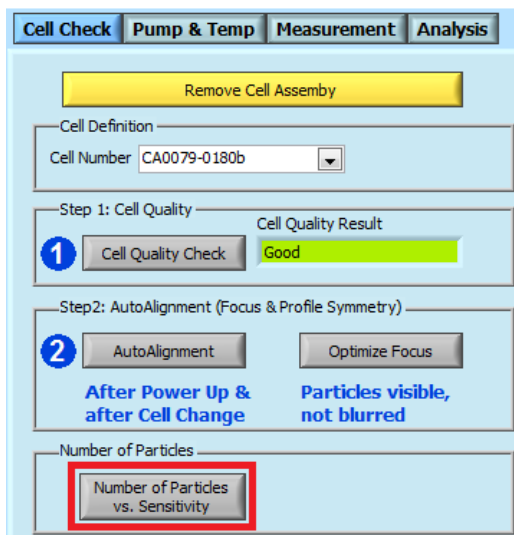 Cell Check Pump & Temp Measurement Analysis
Remove Cell Assemby
Cell Definition
Cell Number CA0079-0180b
Step 1: Cell Quality
Cell Quality Result
1 Cell Quality Check Good
Step2: AutoAlignment (Focus & Profile Symmetry)
2 AutoAlignment Optimize Focus
After Power Up & Particles visible,
after Cell Change not blurred
Number of Particles
Number of Particles
vs. Sensitivity